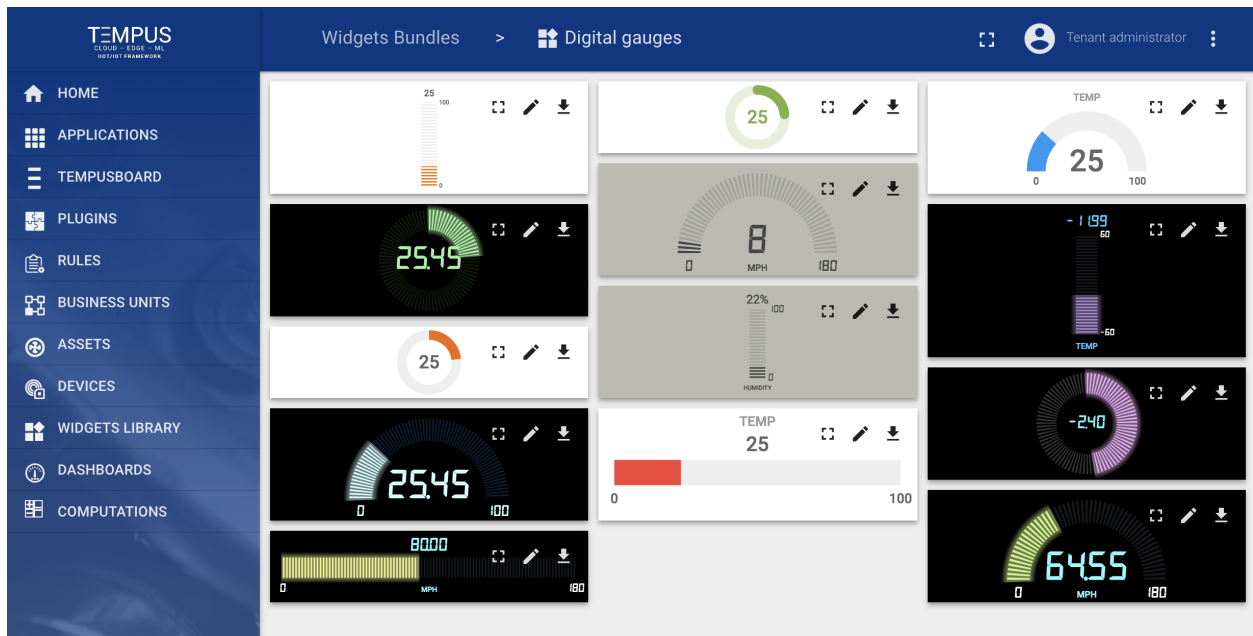 TEMPUS
CLOUD - EDGE - ML
IIOT/IOT FRAMEWORK
Widgets Bundles > Digital gauges
Tenant administrator
HOME
APPLICATIONS
TEMPUSBOARD
PLUGINS
RULES
BUSINESS UNITS
ASSETS
DEVICES
WIDGETS LIBRARY
DASHBOARDS
COMPUTATIONS
25
100
0
25.45
25
25.45
0 100
80.00
0 MPH 180
25
8
0 MPH 180
22%
100
0
HUMIDITY
TEMP
25
0 100
TEMP
25
0 100
-11.99
60
-60
TEMP
-2.40
64.55
0 MPH 180